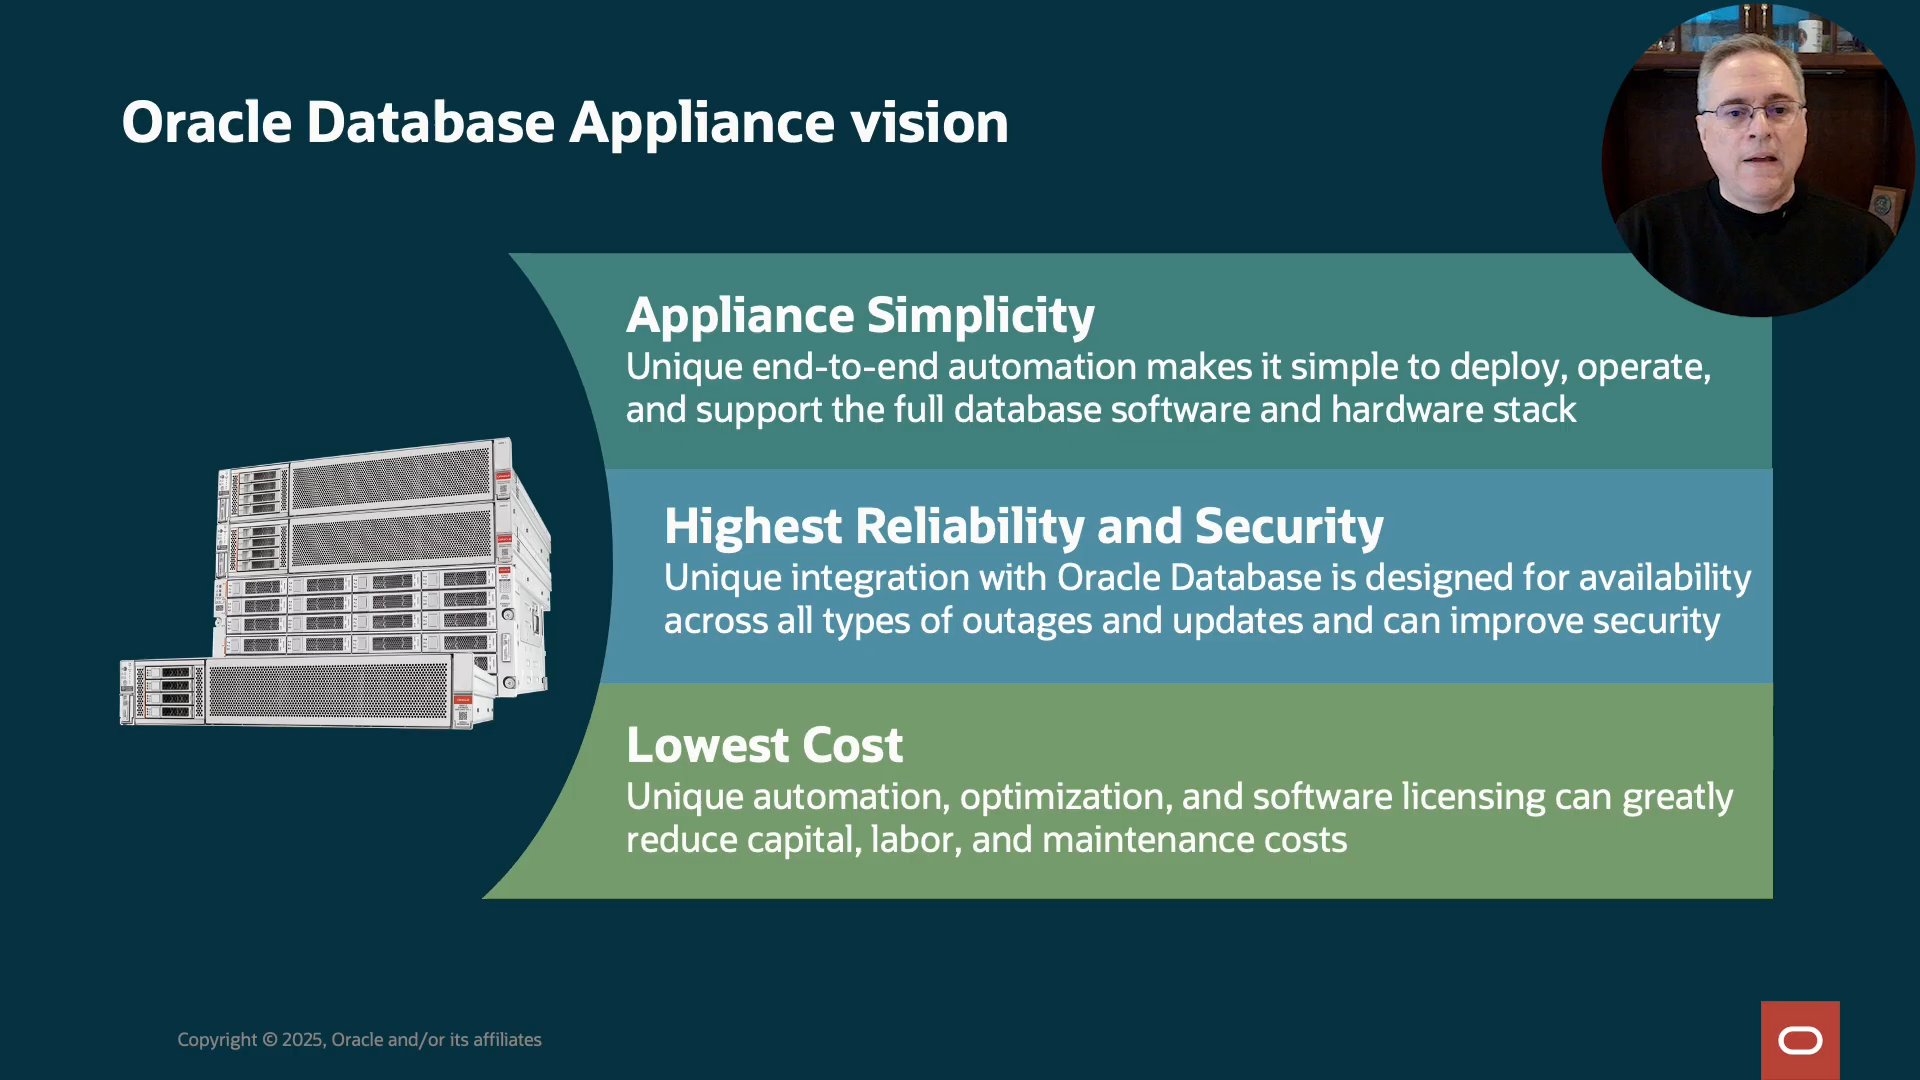 Oracle Database Appliance vision
Appliance Simplicity
Unique end-to-end automation makes it simple to deploy, operate,
and support the full database software and hardware stack
Highest Reliability and Security
Unique integration with Oracle Database is designed for availability
across all types of outages and updates and can improve security
Lowest Cost
Unique automation, optimization, and software licensing can greatly
reduce capital, labor, and maintenance costs
Copyright © 2025, Oracle and/or its affiliates